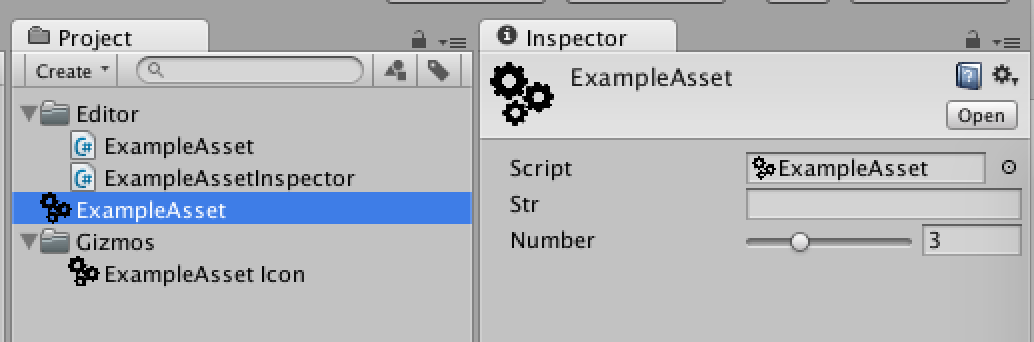 Project
Create
Editor
C# ExampleAsset
C# ExampleAssetInspector
ExampleAsset
Gizmos
ExampleAsset Icon
Inspector
ExampleAsset
?
Open
Script ExampleAsset
Str
Number 3